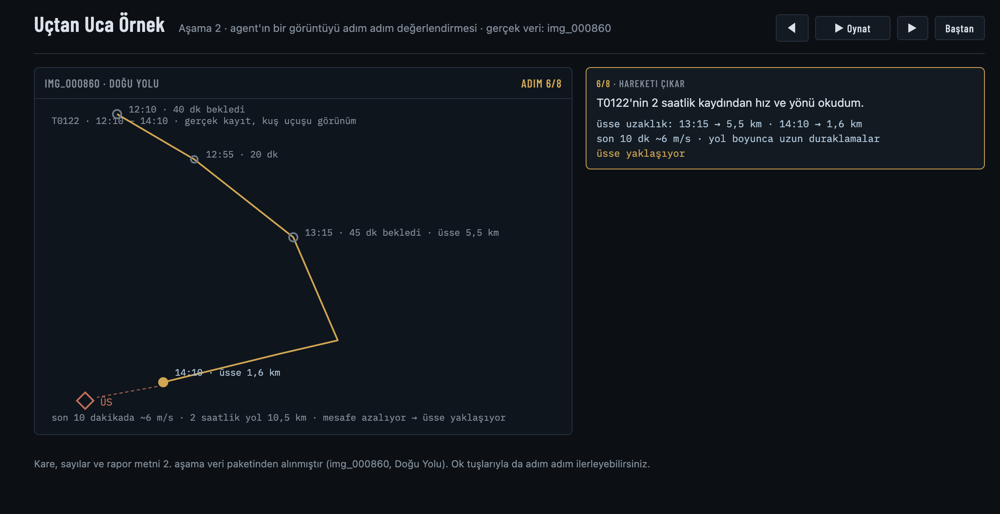 Uçtan Uca Örnek
Aşama 2 · agent'ın bir görüntüyü adım adım değerlendirmesi · gerçek veri: img_000860
◀
▶ Oynat
▶
Baştan
IMG_000860 · DOĞU YOLU
ADIM 6/8
12:10 · 40 dk bekledi
T0122 · 12:10 — 14:10 · gerçek kayıt, kuş uçuşu görünüm
12:55 · 20 dk
13:15 · 45 dk bekledi · üsse 5,5 km
14:10 · üsse 1,6 km
ÜS
son 10 dakikada ~6 m/s · 2 saatlik yol 10,5 km · mesafe azalıyor → üsse yaklaşıyor
6/8 · HAREKETI ÇIKAR
T0122'nin 2 saatlik kaydından hız ve yönü okudum.
üsse uzaklık: 13:15 → 5,5 km · 14:10 → 1,6 km
son 10 dk ~6 m/s · yol boyunca uzun duraklamalar
üsse yaklaşıyor
Kare, sayılar ve rapor metni 2. aşama veri paketinden alınmıştır (img_000860, Doğu Yolu). Ok tuşlarıyla da adım adım ilerleyebilirsiniz.